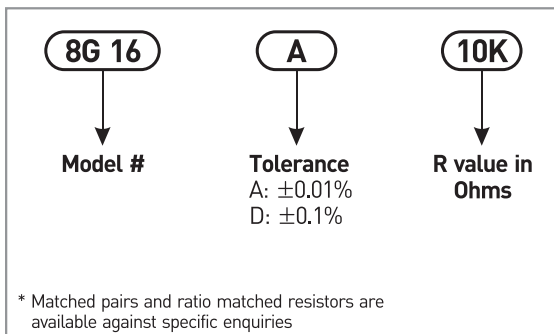 8G 16 A 10K
Model # Tolerance R value in
A: ±0.01% Ohms
D: ±0.1%
* Matched pairs and ratio matched resistors are
available against specific enquiries